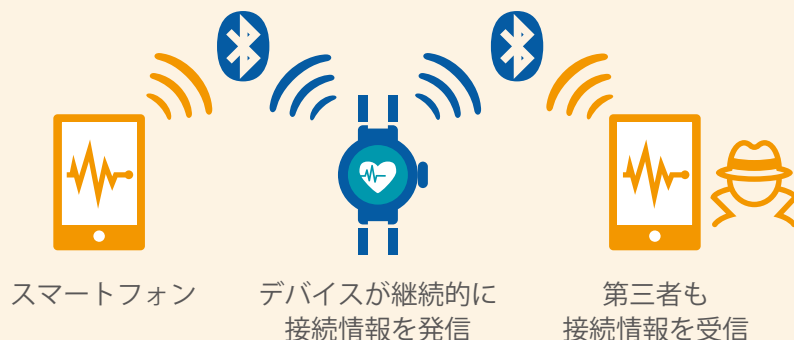 スマートフォン
デバイスが継続的に
接続情報を発信
第三者も
接続情報を受信